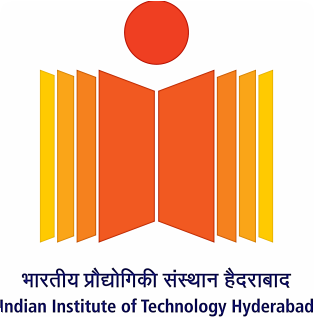 भारतीय प्रौद्योगिकी संस्थान हैदराबाद
Indian Institute of Technology Hyderabad